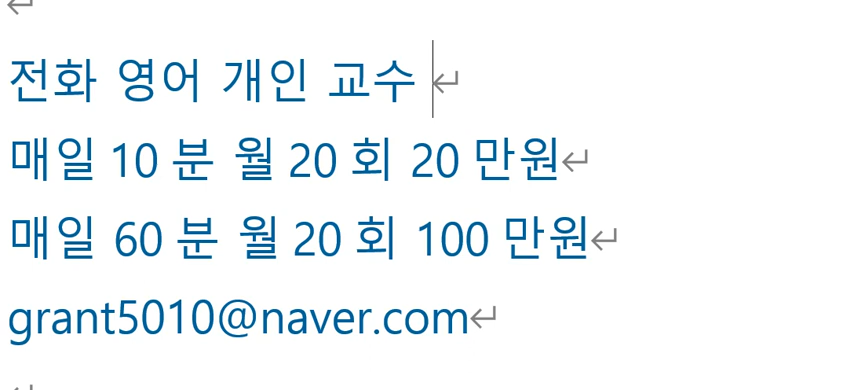 전화 영어 개인 교수
매일 10 분 월 20 회 20 만원
매일 60 분 월 20 회 100 만원
grant5010@naver.com